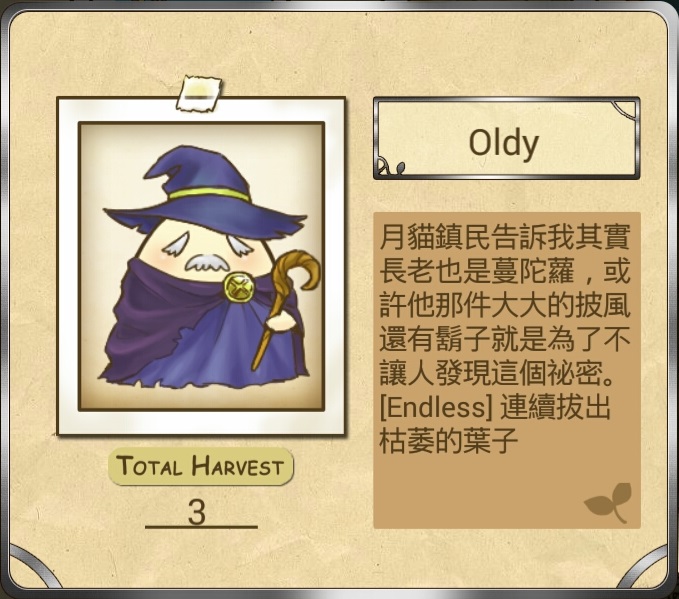 Oldy
月貓鎮民告訴我其實
長老也是蔓陀蘿，或
許他那件大大的披風
還有鬍子就是為了不
讓人發現這個祕密。
[Endless] 連續拔出
枯萎的葉子
TOTAL HARVEST
3